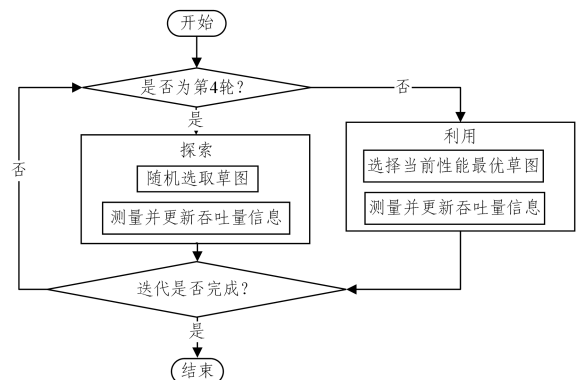 开始
是否为第4轮?
否
是
探索
随机选取草图
测量并更新吞吐量信息
利用
选择当前性能最优草图
测量并更新吞吐量信息
否
迭代是否完成?
是
结束